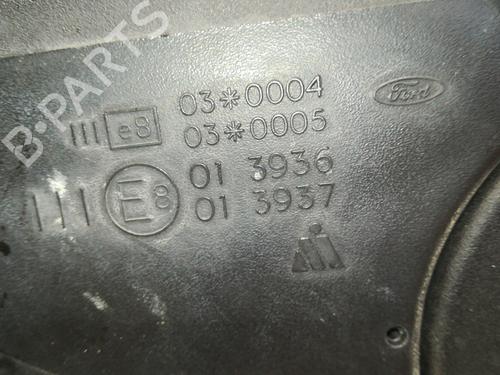 B-PARTS
III e8 03*0004
03*0005
Ford
III E8 01 3936
01 3937